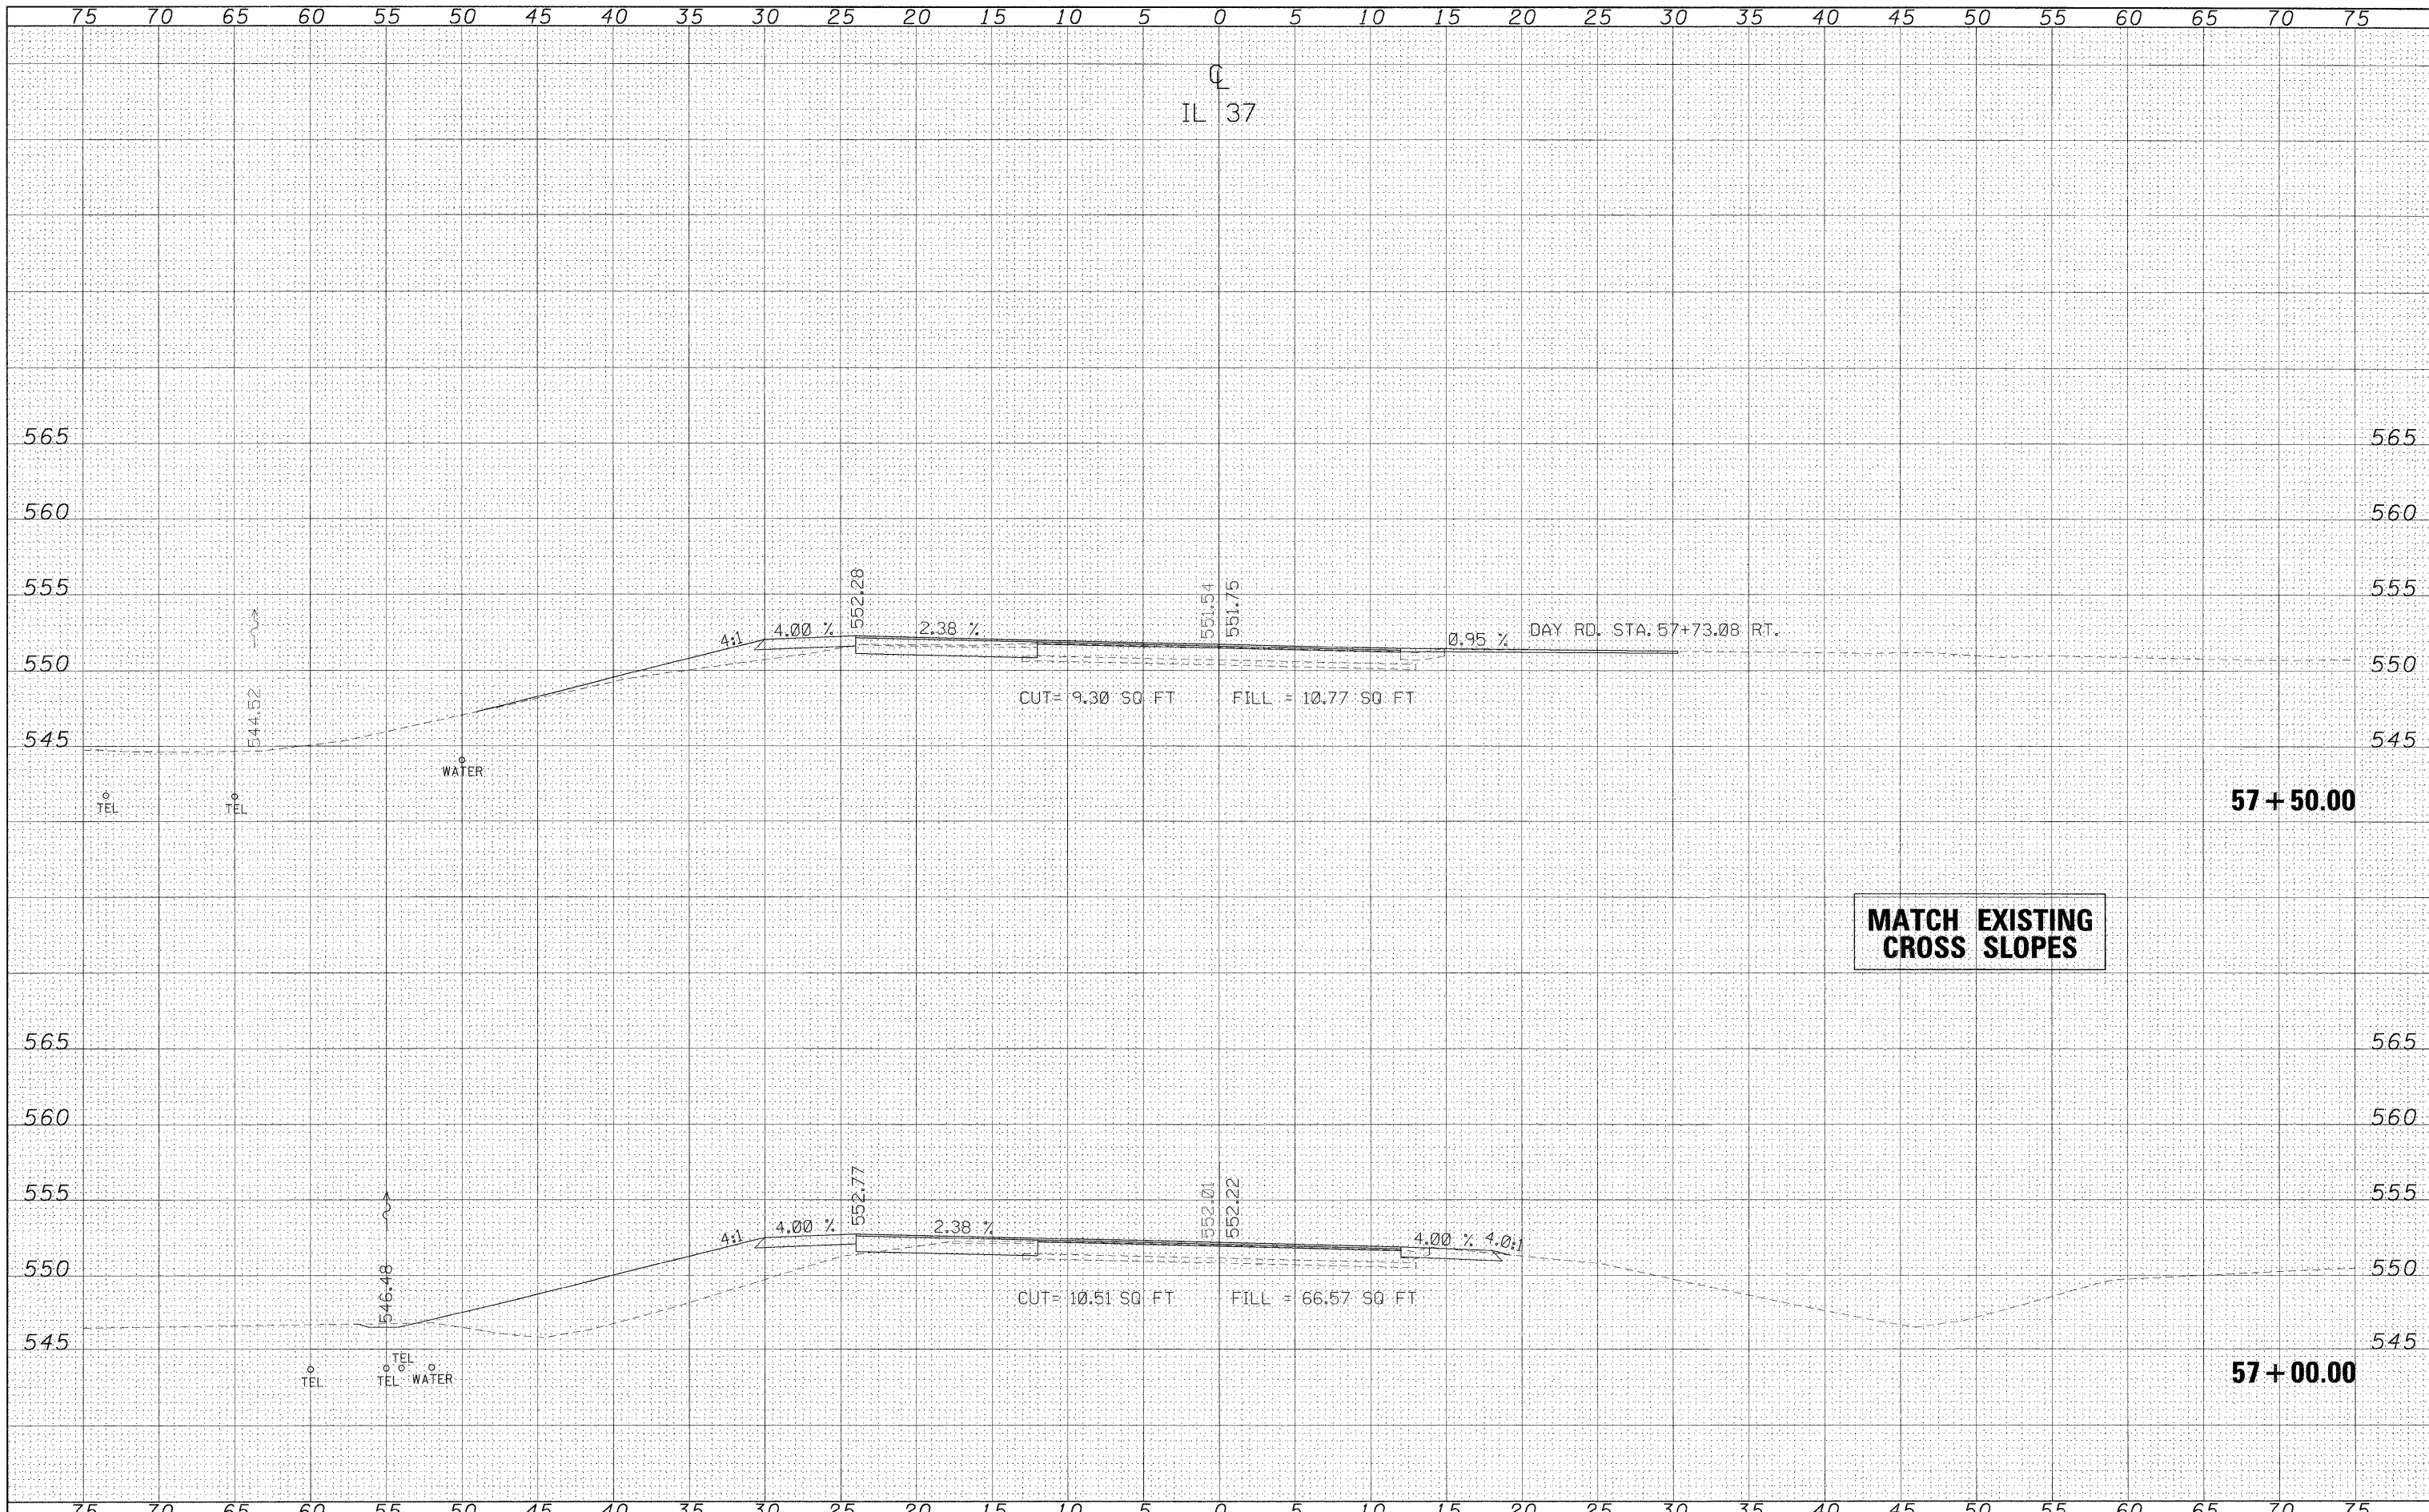 75 70 65 60 55 50 45 40 35 30 25 20 15 10 5 0 5 10 15 20 25 30 35 40 45 50 55 60 65 70 75
℄
IL 37
565 565
560 560
555 552.28 551.54 551.75 555
4:1 4.00 % 2.38 % 0.95 % DAY RD. STA. 57+73.08 RT.
550 550
544.52 CUT= 9.30 SQ FT FILL = 10.77 SQ FT
545 545
WATER
TEL TEL 57+50.00
MATCH EXISTING
CROSS SLOPES
565 565
560 560
555 552.77 552.01 552.22 555
4:1 4.00 % 2.38 % 4.00 % 4.0:1
550 550
546.48 CUT= 10.51 SQ FT FILL = 66.57 SQ FT
545 545
TEL
TEL TEL WATER 57+00.00
75 70 65 60 55 50 45 40 35 30 25 20 15 10 5 0 5 10 15 20 25 30 35 40 45 50 55 60 65 70 75